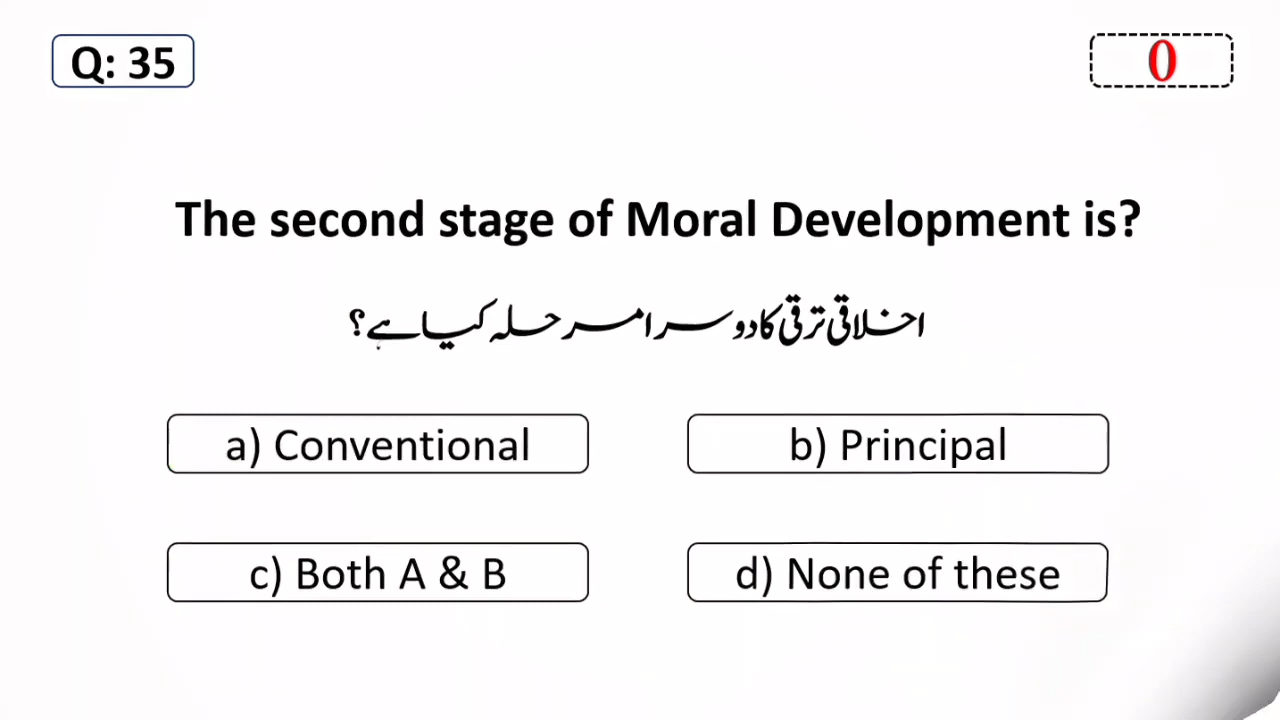 Q: 35
0
The second stage of Moral Development is?
اخلاقی ترقی کا دوسرا مرحلہ کیا ہے؟
a) Conventional
b) Principal
c) Both A & B
d) None of these